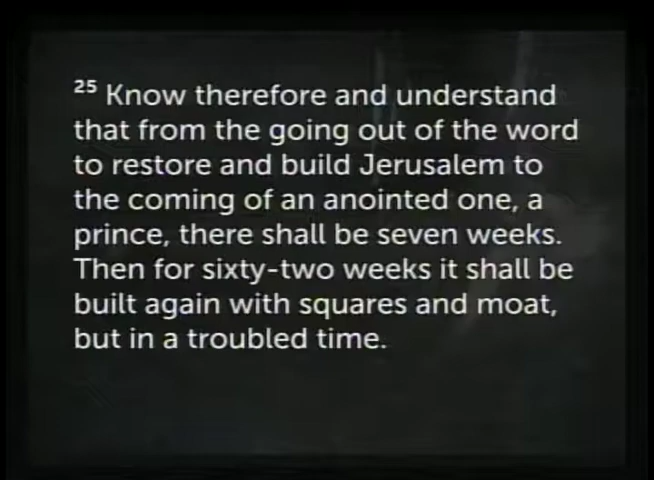 25 Know therefore and understand
that from the going out of the word
to restore and build Jerusalem to
the coming of an anointed one, a
prince, there shall be seven weeks.
Then for sixty-two weeks it shall be
built again with squares and moat,
but in a troubled time.